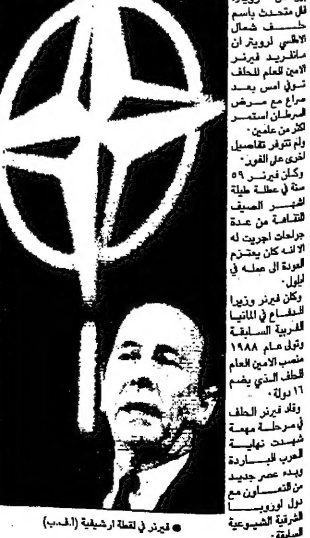 قال متحدث باسم
حلف شمال
الاطلسي لرويتر ان
مانفريد فيرنر
الامين العام للحلف
توفي امس بعد
صراع مع مرض
السرطان استمر
اكثر من عامين.
ولم تتوفر تفاصيل
اخرى على الفور.
وكان فيرنر ٥٩
سنة في عطلة طيلة
اشهر الصيف
للنقاهة من عدة
جراحات اجريت له
الا انه كان يعتزم
العودة الى عمله في
ايلول.
وكان فيرنر وزيرا
للدفاع في المانيا
الغربية السابقة
وتولى عام ١٩٨٨
منصب الامين العام
للحلف الذي يضم
١٦ دولة.
وقاد فيرنر الحلف
في مرحلة مهمة
شهدت نهاية
الحرب الباردة
وبدء عصر جديد
من التعاون مع
دول اوروبا
الشرقية الشيوعية
السابقة.
● فيرنر في لقطة ارشيفية (أ.ف.ب)